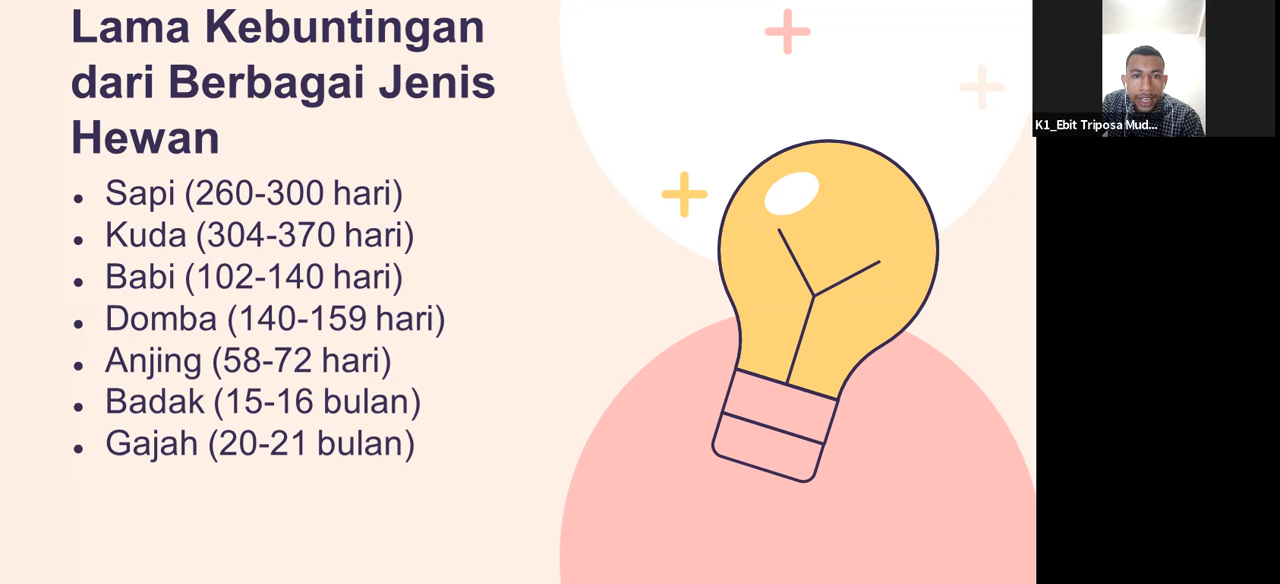 Lama Kebuntingan
dari Berbagai Jenis
Hewan
• Sapi (260-300 hari)
• Kuda (304-370 hari)
• Babi (102-140 hari)
• Domba (140-159 hari)
• Anjing (58-72 hari)
• Badak (15-16 bulan)
• Gajah (20-21 bulan)
K1_Ebit Triposa Mud...